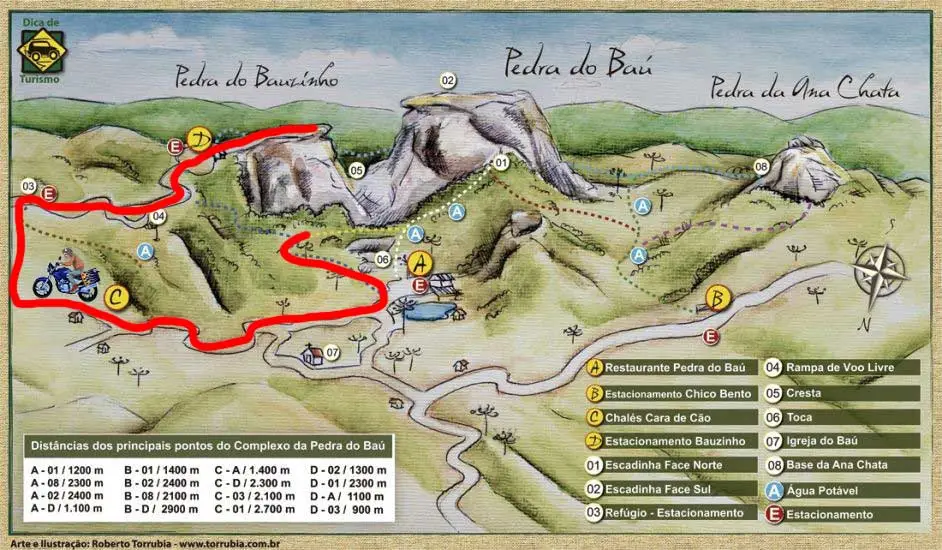 Dica de
Turismo
Pedra do Bauzinho
Pedra do Baú
Pedra da Ana Chata
02
D
E
05
01
08
03
E
04
A
A
A
A
06
A
E
C
B
E
07
N
A Restaurante Pedra do Baú
B Estacionamento Chico Bento
C Chalés Cara de Cão
D Estacionamento Bauzinho
01 Escadinha Face Norte
02 Escadinha Face Sul
03 Refúgio - Estacionamento
04 Rampa de Voo Livre
05 Cresta
06 Toca
07 Igreja do Baú
08 Base da Ana Chata
A Água Potável
E Estacionamento
Distâncias dos principais pontos do Complexo da Pedra do Baú
A - 01 / 1200 m
A - 08 / 2300 m
A - 02 / 2400 m
A - D / 1.100 m
B - 01 / 1400 m
B - 02 / 2400 m
B - 08 / 2100 m
B - D / 2900 m
C - A / 1.400 m
C - D / 2.300 m
C - 03 / 2.100 m
C - 01 / 2.700 m
D - 02 / 1300 m
D - 01 / 2300 m
D - A / 1100 m
D - 03 / 900 m
Arte e Ilustração: Roberto Torrubia - www.torrubia.com.br